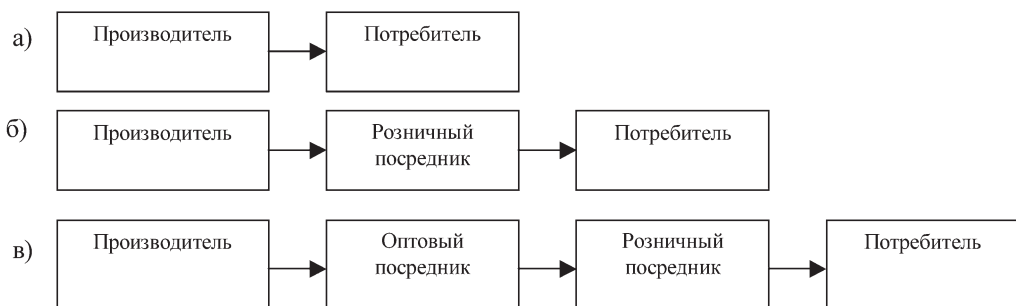 а) Производитель Потребитель
б) Производитель Розничный посредник Потребитель
в) Производитель Оптовый посредник Розничный посредник Потребитель